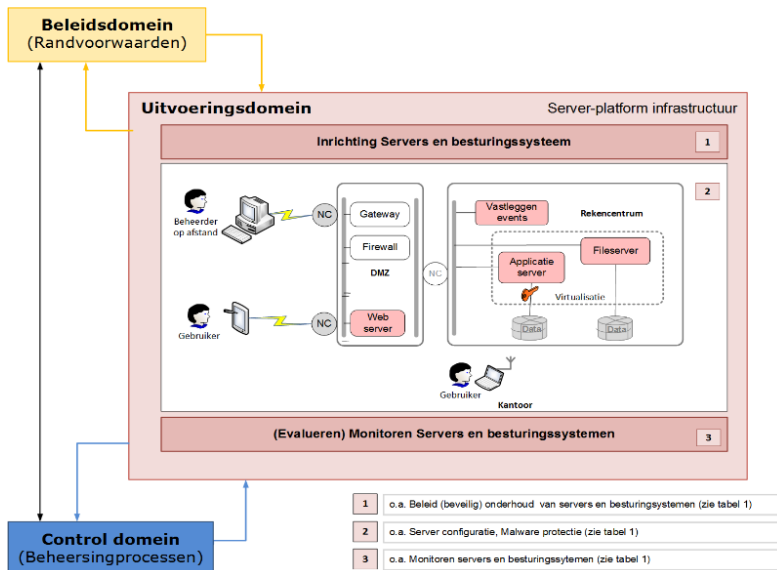 Beleidsdomein
(Randvoorwaarden)
Uitvoeringsdomein
Server-platform infrastructuur
Inrichting Servers en besturingssysteem
1
2
Beheerder
op afstand
NC
Gateway
Firewall
DMZ
Vastleggen
events
Rekencentrum
Fileserver
Applicatie
server
NC
Virtualisatie
Gebruiker
NC
Web
server
Data
Data
Gebruiker
Kantoor
(Evalueren) Monitoren Servers en besturingssystemen
3
Control domein
(Beheersingprocessen)
1 o.a. Beleid (beveilig) onderhoud van servers en besturingsystemen (zie tabel 1)
2 o.a. Server configuratie, Malware protectie (zie tabel 1)
3 o.a. Monitoren servers en besturingssytemen (zie tabel 1)